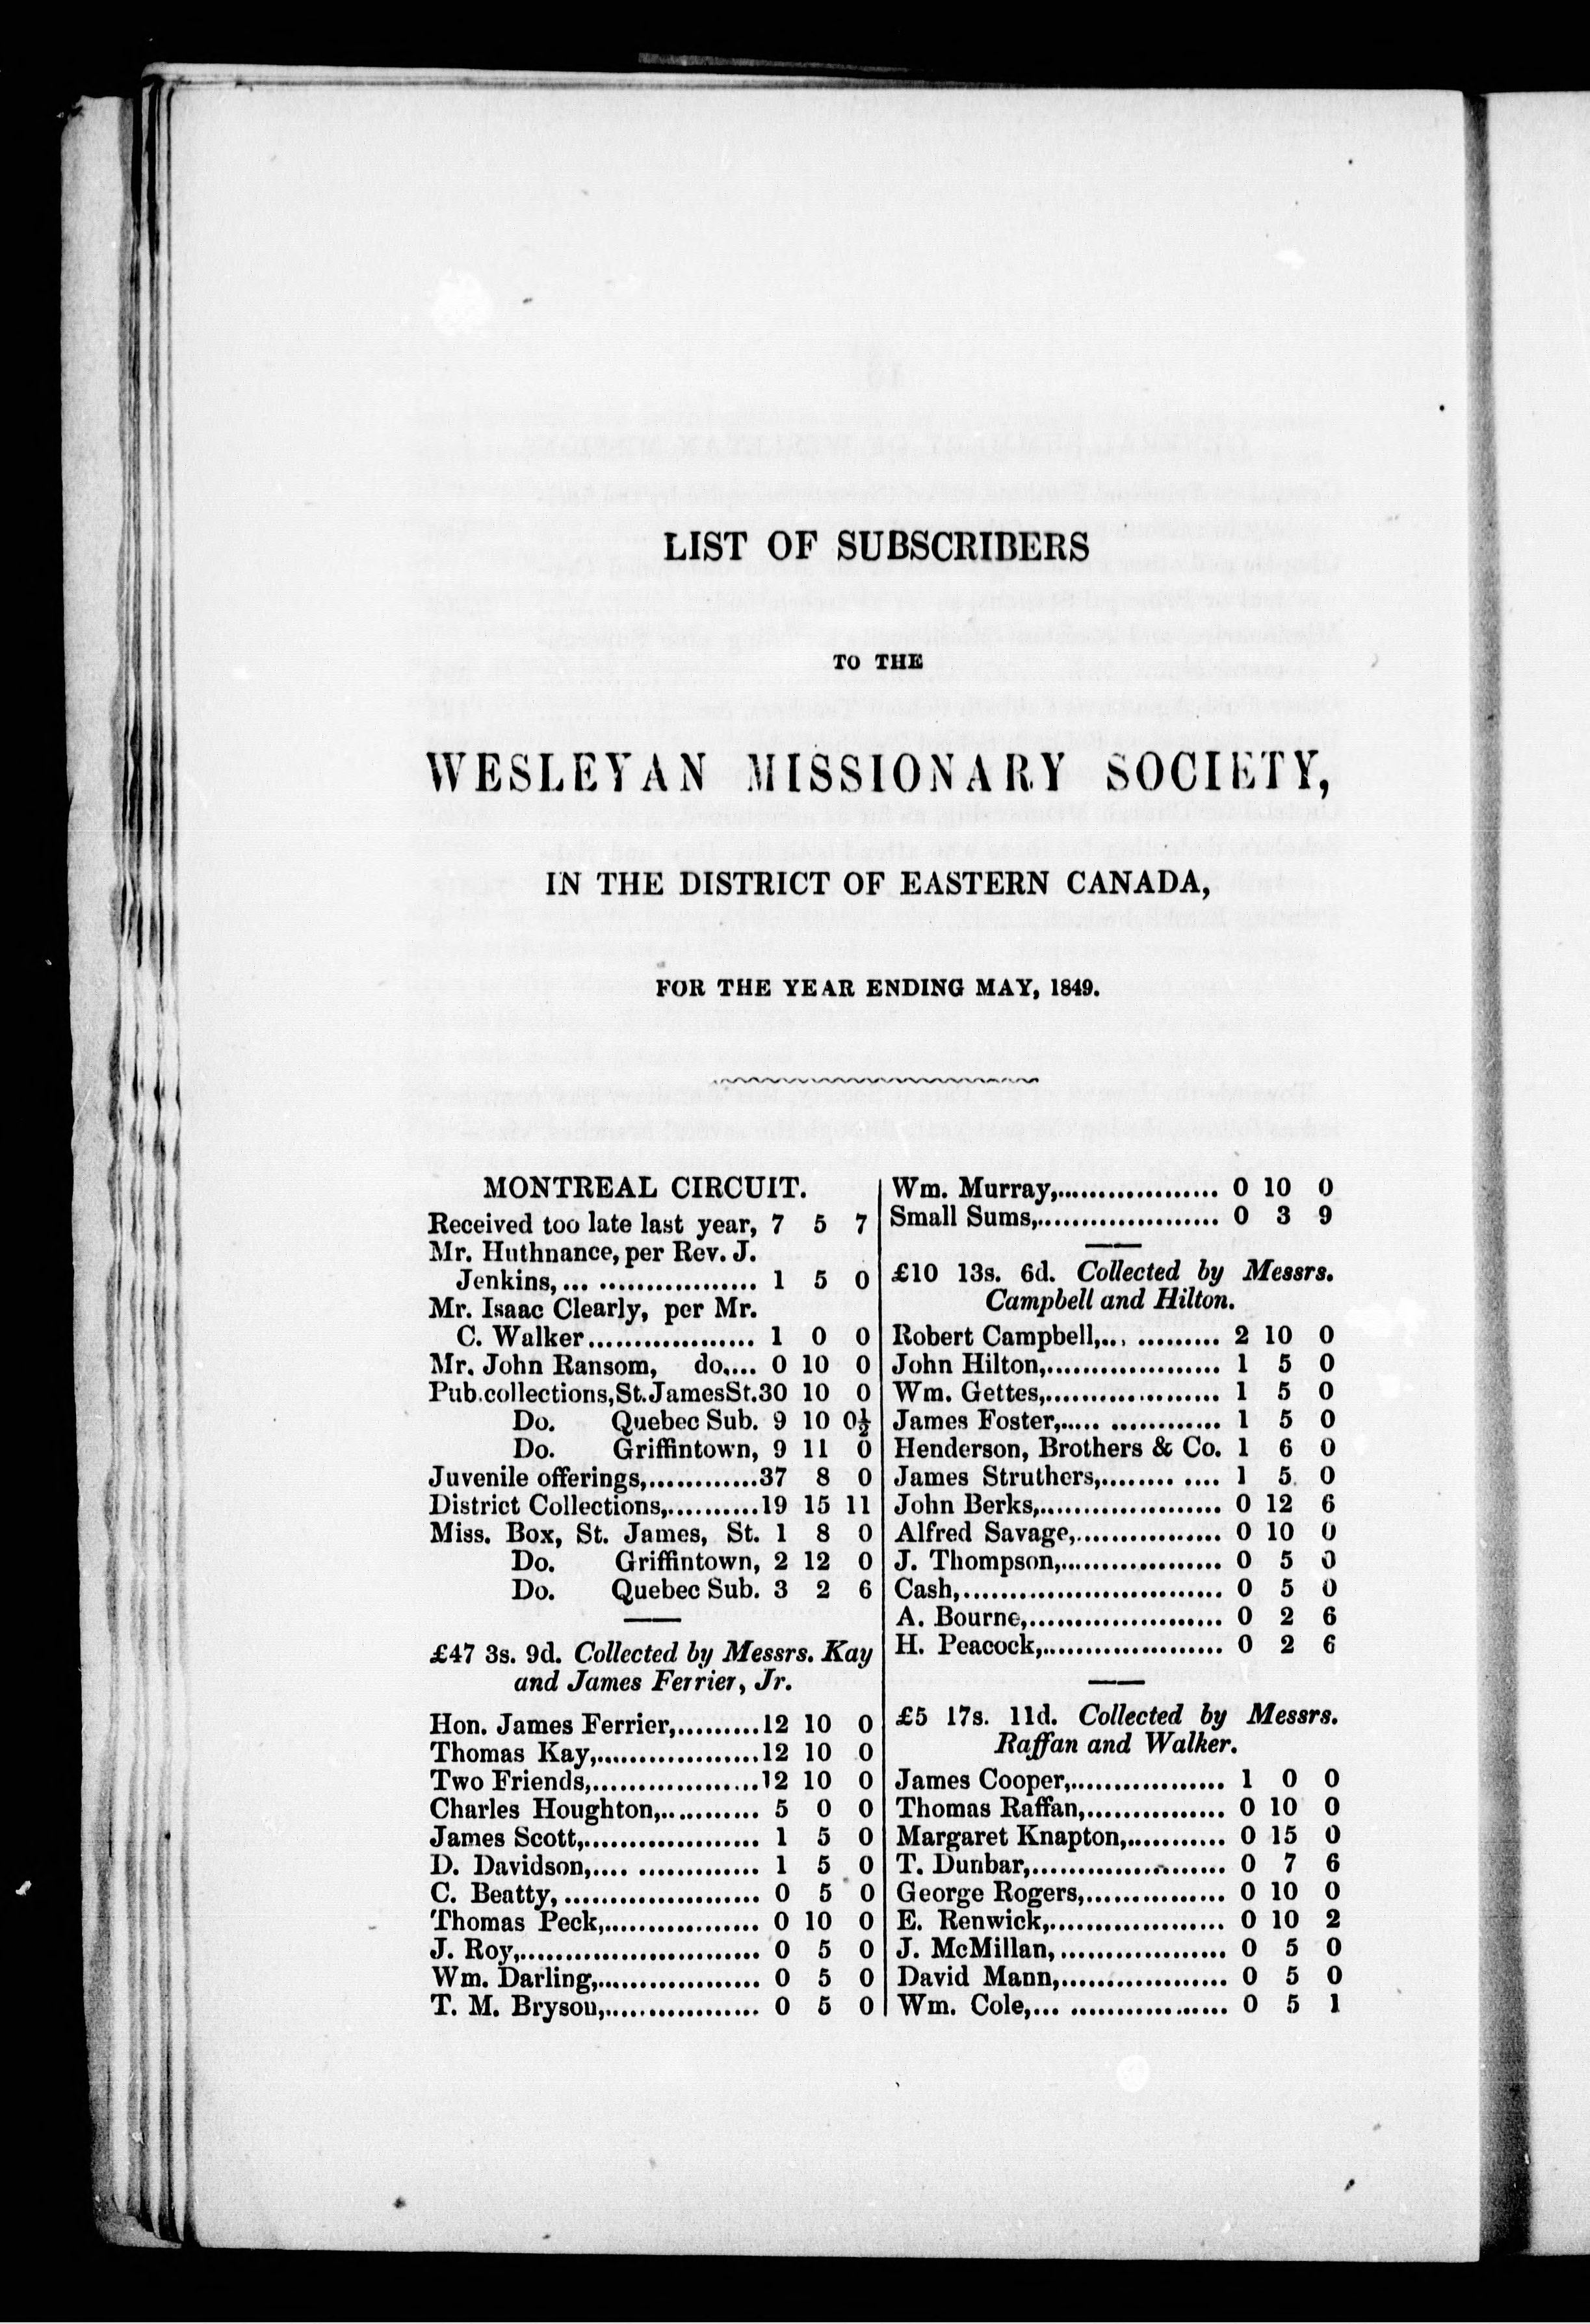 LIST OF SUBSCRIBERS
TO THE
WESLEYAN MISSIONARY SOCIETY,
IN THE DISTRICT OF EASTERN CANADA,
FOR THE YEAR ENDING MAY, 1849.
MONTREAL CIRCUIT.
Received too late last year, 7 5 7
Mr. Huthnance, per Rev. J.
Jenkins,................... 1 5 0
Mr. Isaac Clearly, per Mr.
C. Walker.................. 1 0 0
Mr. John Ransom, do,... 0 10 0
Pub.collections,St.JamesSt.30 10 0
Do. Quebec Sub. 9 10 0½
Do. Griffintown, 9 11 0
Juvenile offerings,............37 8 0
District Collections,..........19 15 11
Miss. Box, St. James, St. 1 8 0
Do. Griffintown, 2 12 0
Do. Quebec Sub. 3 2 6
£47 3s. 9d. Collected by Messrs. Kay
and James Ferrier, Jr.
Hon. James Ferrier,.........12 10 0
Thomas Kay,..................12 10 0
Two Friends,..................12 10 0
Charles Houghton,........... 5 0 0
James Scott,................... 1 5 0
D. Davidson,................. 1 5 0
C. Beatty,..................... 0 5 0
Thomas Peck,................. 0 10 0
J. Roy,.......................... 0 5 0
Wm. Darling,.................. 0 5 0
T. M. Bryson,................. 0 5 0
Wm. Murray,.................. 0 10 0
Small Sums,.................... 0 3 9
£10 13s. 6d. Collected by Messrs.
Campbell and Hilton.
Robert Campbell,............ 2 10 0
John Hilton,................... 1 5 0
Wm. Gettes,................... 1 5 0
James Foster,................. 1 5 0
Henderson, Brothers & Co. 1 6 0
James Struthers,............ 1 5 0
John Berks,.................... 0 12 6
Alfred Savage,................ 0 10 0
J. Thompson,.................. 0 5 0
Cash,............................ 0 5 0
A. Bourne,..................... 0 2 6
H. Peacock,.................... 0 2 6
£5 17s. 11d. Collected by Messrs.
Raffan and Walker.
James Cooper,................. 1 0 0
Thomas Raffan,............... 0 10 0
Margaret Knapton,........... 0 15 0
T. Dunbar,..................... 0 7 6
George Rogers,............... 0 10 0
E. Renwick,................... 0 10 2
J. McMillan,.................. 0 5 0
David Mann,.................. 0 5 0
Wm. Cole,.................... 0 5 1